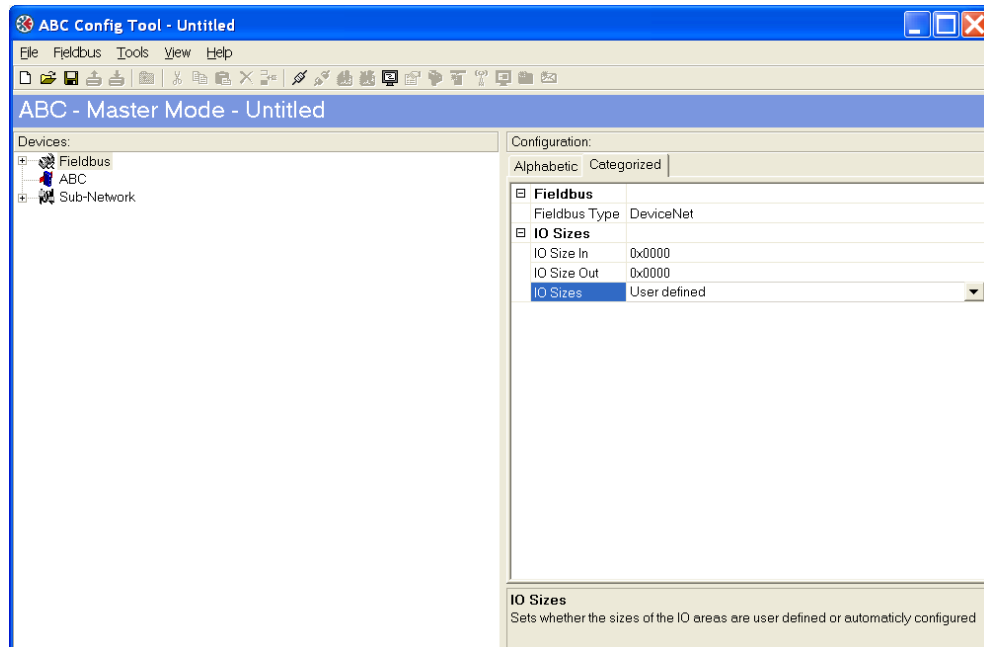 ABC Config Tool - Untitled
File Fieldbus Tools View Help
ABC - Master Mode - Untitled
Devices:
Fieldbus
ABC
Sub-Network
Configuration:
Alphabetic Categorized
Fieldbus
Fieldbus Type DeviceNet
IO Sizes
IO Size In 0x0000
IO Size Out 0x0000
IO Sizes User defined
IO Sizes
Sets whether the sizes of the IO areas are user defined or automaticly configured